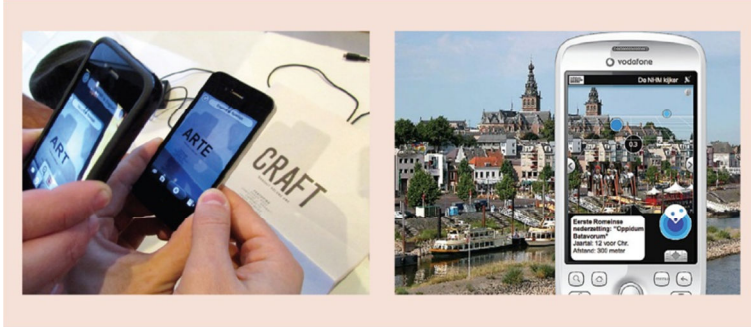 ART
ARTE
CRAFT
vodafone
De NHM kijker
Eerste Romeinse
nederzetting: "Oppidum
Batavorum"
Jaartal: 12 voor Chr.
Afstand: 300 meter